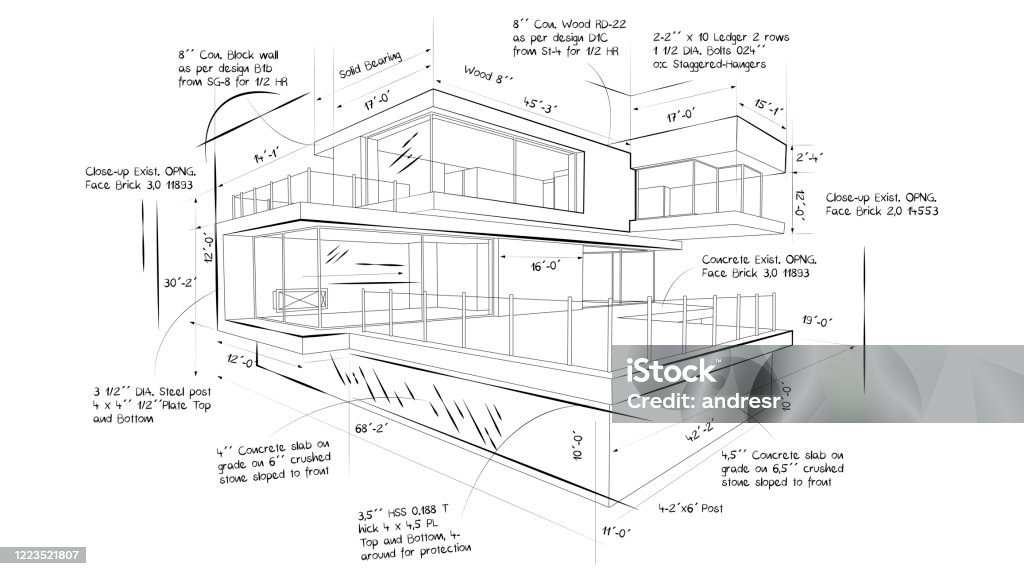 8´´ Con. Block wall
as per design B1b
from SG-8 for 1/2 HR
Solid Bearing
17´-0´
Wood 8´´
45´-3´
8´´ Con. Wood RD-22
as per design D1C
from St-4 for 1/2 HR
2-2´´ x 10 Ledger 2 rows
1 1/2 DIA. Bolts 024´´
o:c Staggered-Hangers
17´-0´
15´-1´
2´-4´
12´-0´
14´-1´
Close-up Exist. OPNG.
Face Brick 3,0 11893
Close-up Exist. OPNG.
Face Brick 2,0 14553
12´-0´
30´-2´
16´-0´
Concrete Exist. OPNG.
Face Brick 3,0 11893
19´-0´
12´-0´
3 1/2´´ DIA. Steel post
4 x 4´´ 1/2´´Plate Top
and Bottom
iStock™
Credit: andresr
10´-0´
68´-2´
42´-2´
10´-0´
4´´ Concrete slab on
grade on 6´´ crushed
stone sloped to front
4,5´´ Concrete slab on
grade on 6,5´´ crushed
stone sloped to front
3,5´´ HSS 0.188 T
hick 4 x 4,5 PL
Top and Bottom, 4-
around for protection
4-2´x6´ Post
11´-0´
1223521807